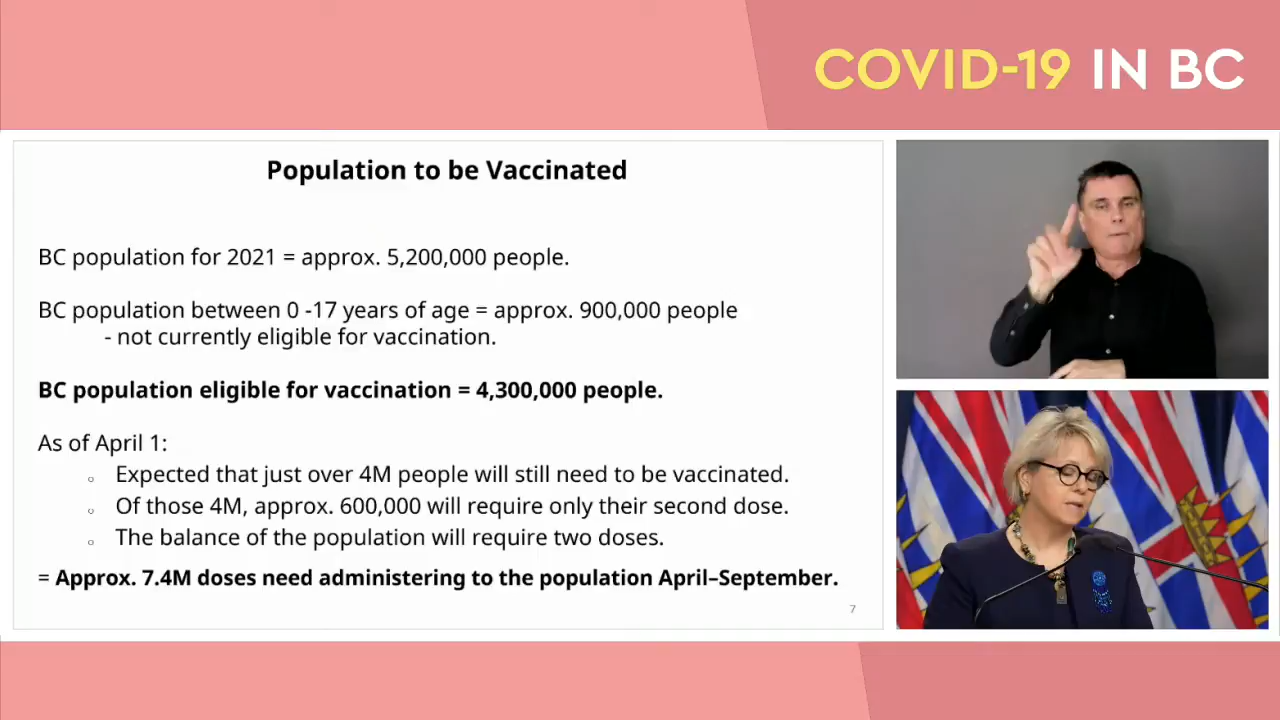 COVID-19 IN BC
Population to be Vaccinated
BC population for 2021 = approx. 5,200,000 people.
BC population between 0 -17 years of age = approx. 900,000 people
- not currently eligible for vaccination.
BC population eligible for vaccination = 4,300,000 people.
As of April 1:
○ Expected that just over 4M people will still need to be vaccinated.
○ Of those 4M, approx. 600,000 will require only their second dose.
○ The balance of the population will require two doses.
= Approx. 7.4M doses need administering to the population April–September.
7